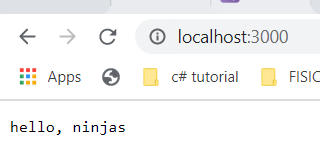 localhost:3000
Apps c# tutorial FISIC
hello, ninjas